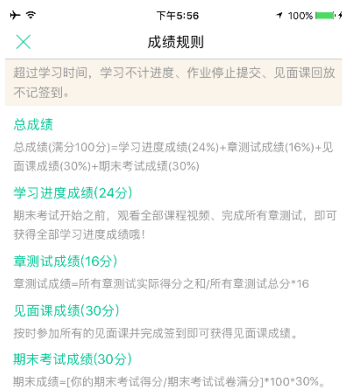 下午5:56
100%
成绩规则
超过学习时间，学习不计进度、作业停止提交、见面课回放
不记签到。
总成绩
总成绩(满分100分)=学习进度成绩(24%)+章测试成绩(16%)+见
面课成绩(30%)+期末考试成绩(30%)
学习进度成绩(24分)
期末考试开始之前，观看全部课程视频、完成所有章测试，即可
获得全部学习进度成绩哦！
章测试成绩(16分)
章测试成绩=所有章测试实际得分之和/所有章测试总分*16
见面课成绩(30分)
按时参加所有的见面课并完成签到即可获得见面课成绩。
期末考试成绩(30分)
期末成绩=[你的期末考试得分/期末考试试卷满分]*100*30%。